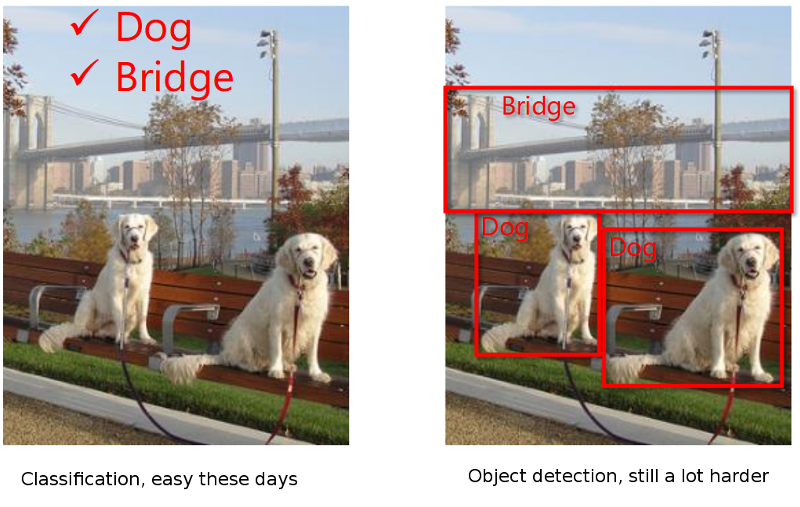 ✓ Dog
✓ Bridge
Bridge
Dog
Dog
Classification, easy these days
Object detection, still a lot harder